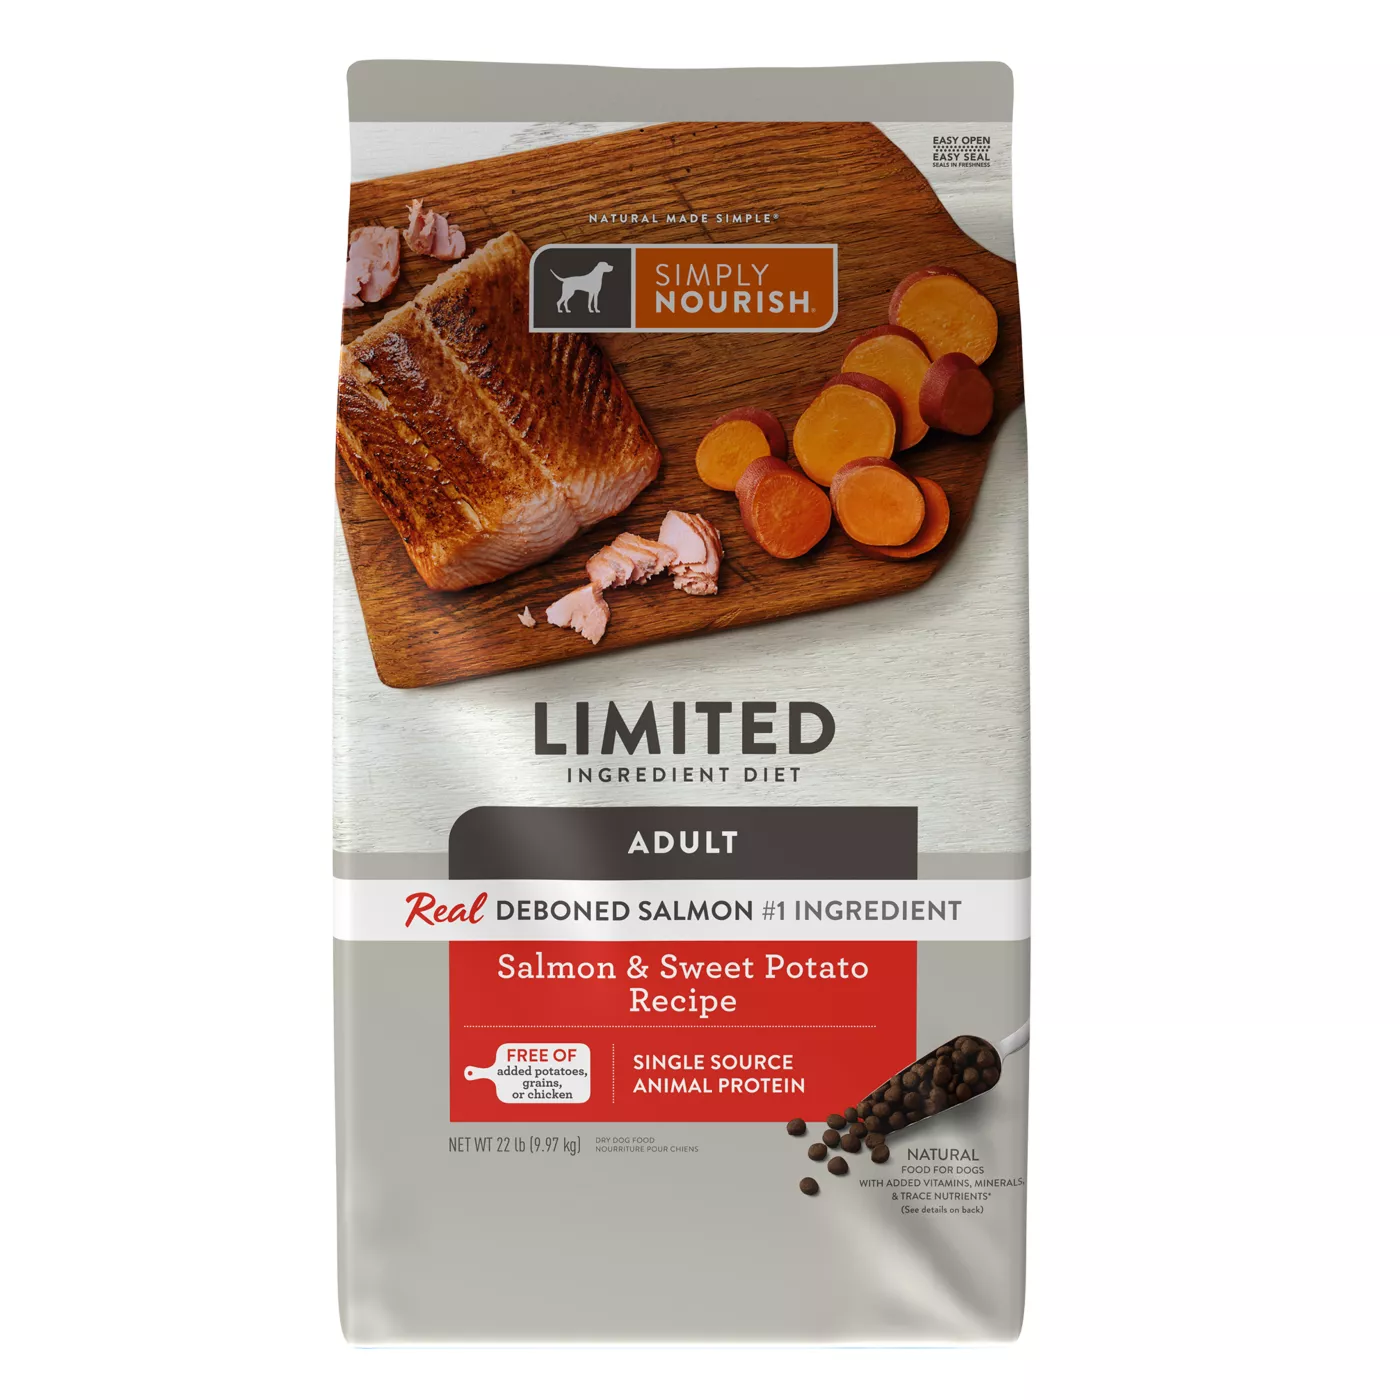 EASY OPEN
EASY SEAL
SEALS IN FRESHNESS
NATURAL MADE SIMPLE®
SIMPLY
NOURISH®
LIMITED
INGREDIENT DIET
ADULT
Real DEBONED SALMON #1 INGREDIENT
Salmon & Sweet Potato
Recipe
FREE OF
added potatoes,
grains,
or chicken
SINGLE SOURCE
ANIMAL PROTEIN
NET WT 22 lb (9.97 kg)
DRY DOG FOOD
NOURRITURE POUR CHIENS
NATURAL
FOOD FOR DOGS
WITH ADDED VITAMINS, MINERALS,
& TRACE NUTRIENTS*
(See details on back)